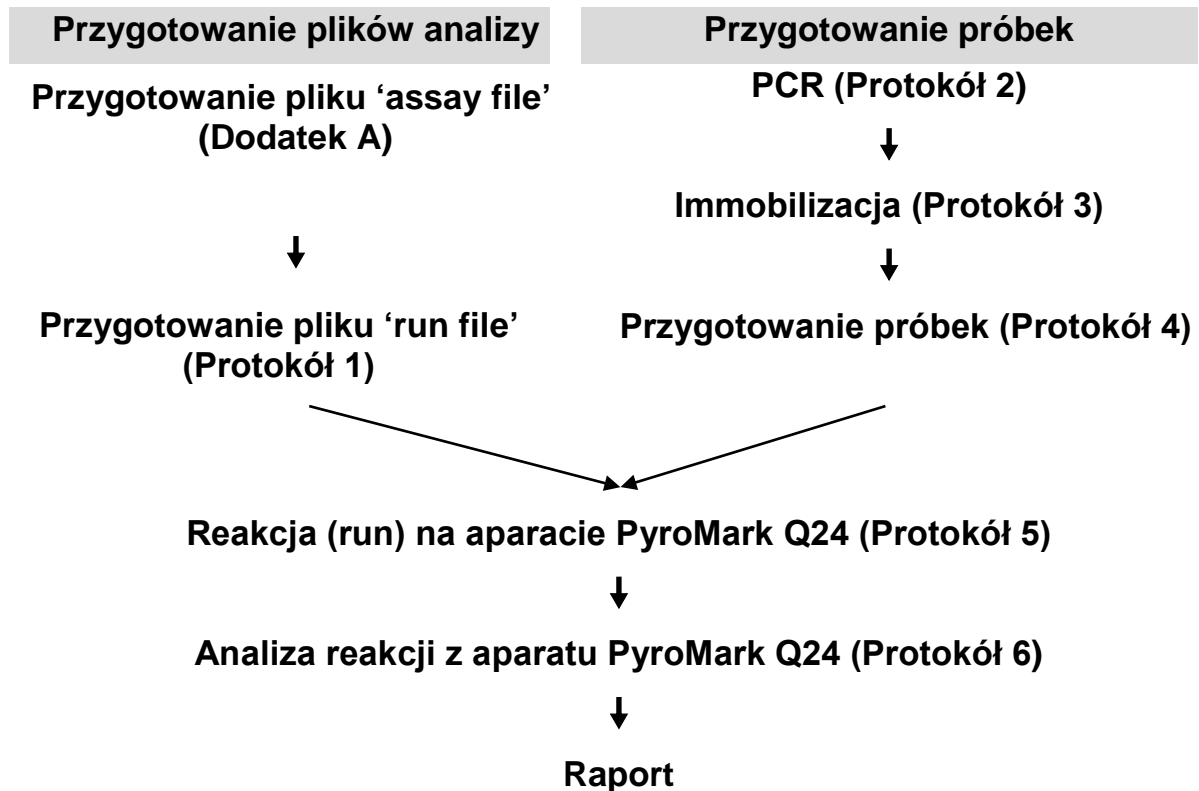 Przygotowanie plików analizy
Przygotowanie pliku ‘assay file’
(Dodatek A)
Przygotowanie pliku ‘run file’
(Protokół 1)
Przygotowanie próbek
PCR (Protokół 2)
Immobilizacja (Protokół 3)
Przygotowanie próbek (Protokół 4)
Reakcja (run) na aparacie PyroMark Q24 (Protokół 5)
Analiza reakcji z aparatu PyroMark Q24 (Protokół 6)
Raport